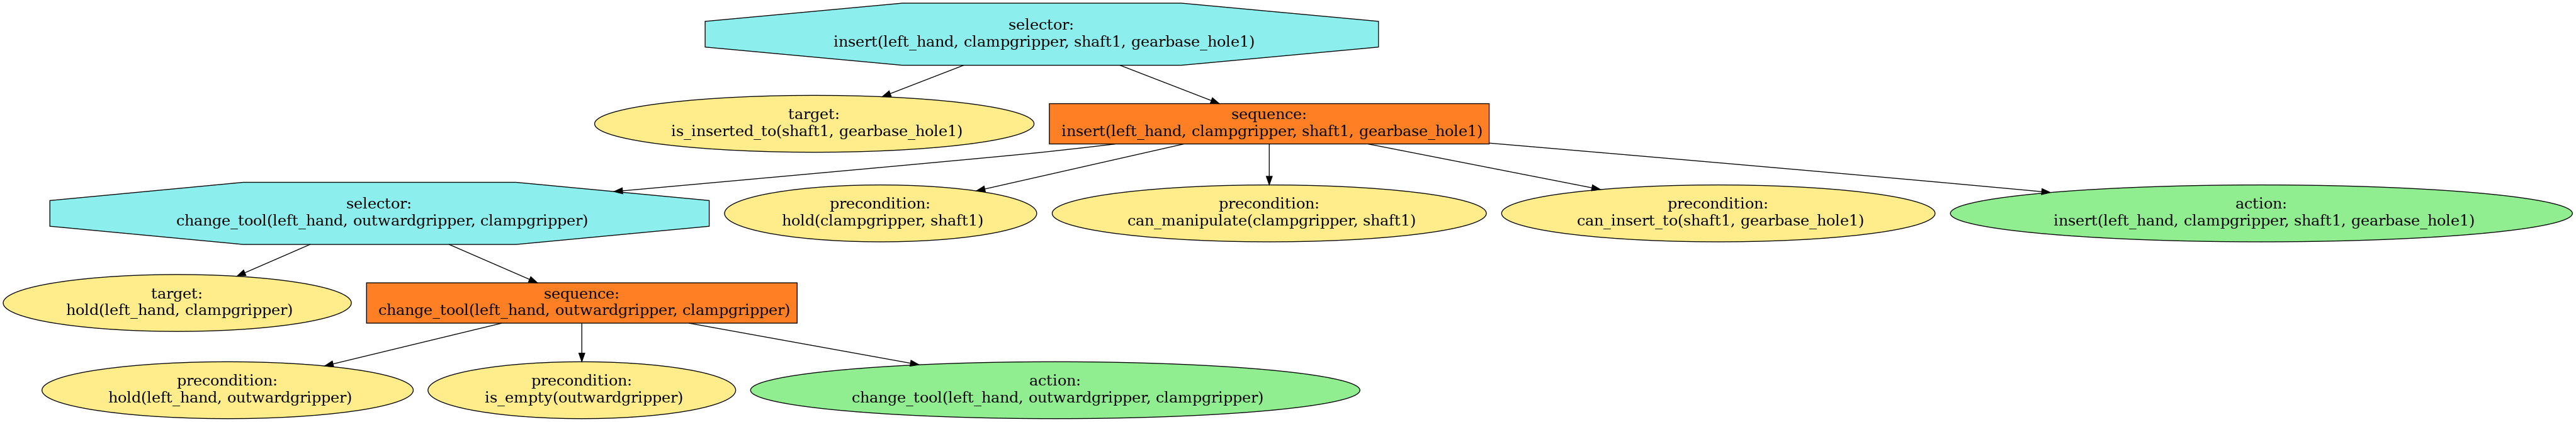 selector:
insert(left_hand, clampgripper, shaft1, gearbase_hole1)
target:
is_inserted_to(shaft1, gearbase_hole1)
sequence:
insert(left_hand, clampgripper, shaft1, gearbase_hole1)
selector:
change_tool(left_hand, outwardgripper, clampgripper)
precondition:
hold(clampgripper, shaft1)
precondition:
can_manipulate(clampgripper, shaft1)
precondition:
can_insert_to(shaft1, gearbase_hole1)
action:
insert(left_hand, clampgripper, shaft1, gearbase_hole1)
target:
hold(left_hand, clampgripper)
sequence:
change_tool(left_hand, outwardgripper, clampgripper)
precondition:
hold(left_hand, outwardgripper)
precondition:
is_empty(outwardgripper)
action:
change_tool(left_hand, outwardgripper, clampgripper)